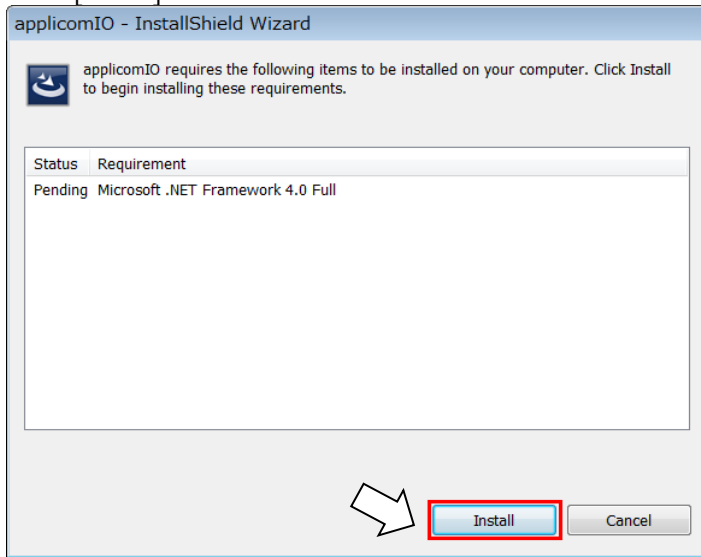 applicomIO - InstallShield Wizard
applicomIO requires the following items to be installed on your computer. Click Install
to begin installing these requirements.
Status Requirement
Pending Microsoft .NET Framework 4.0 Full
Install Cancel